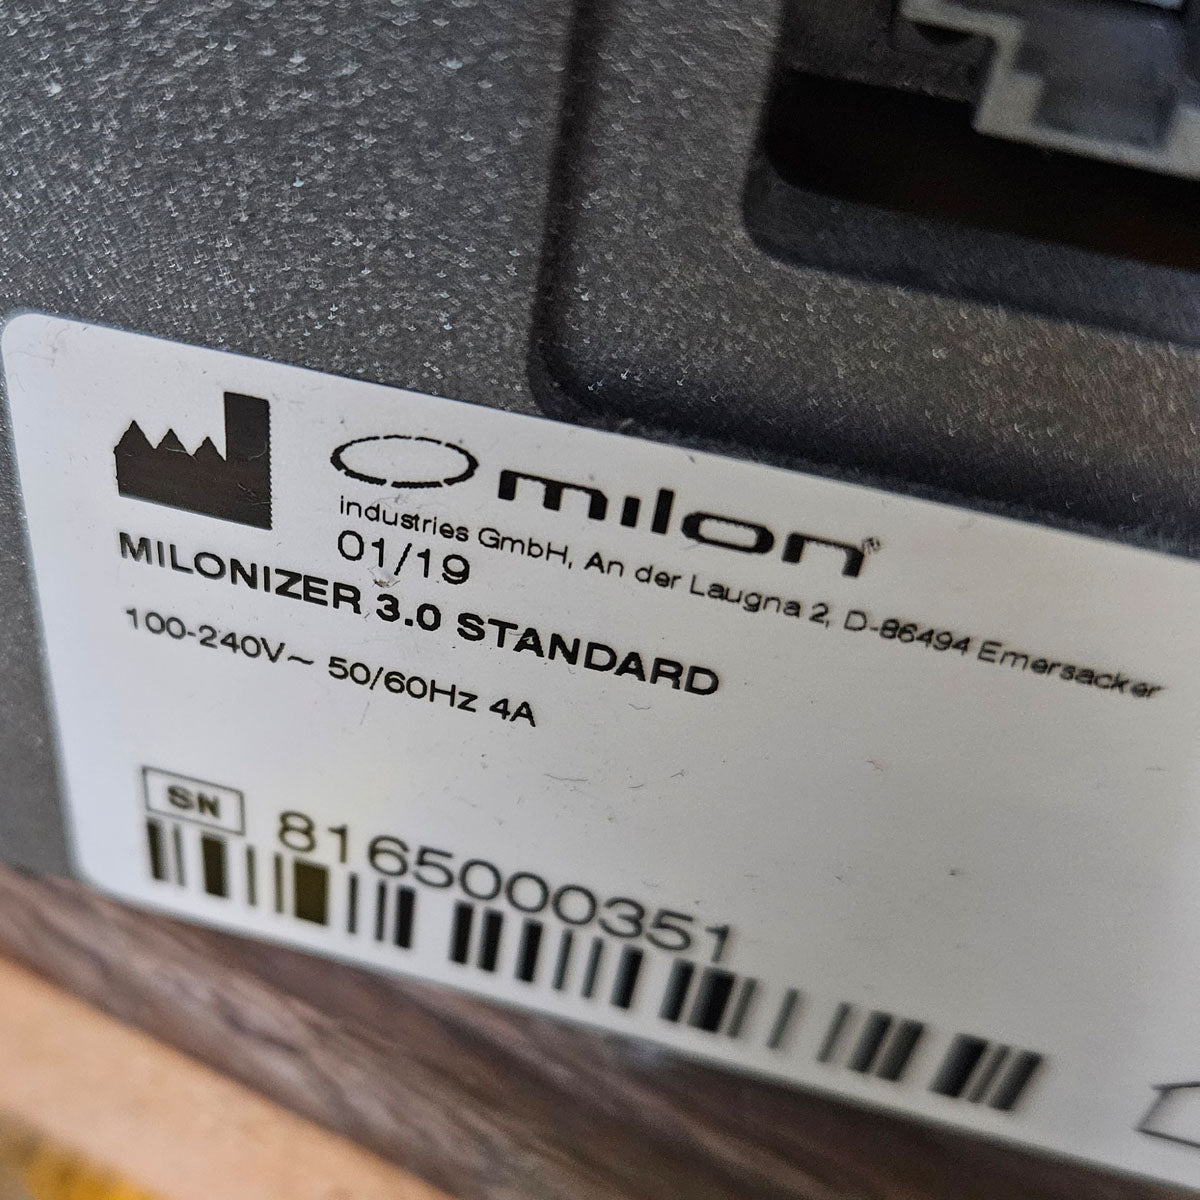 milon
industries GmbH, An der Laugna 2, D-86494 Emersacker
01/19
MILONIZER 3.0 STANDARD
100-240V~ 50/60Hz 4A
SN 8165000351